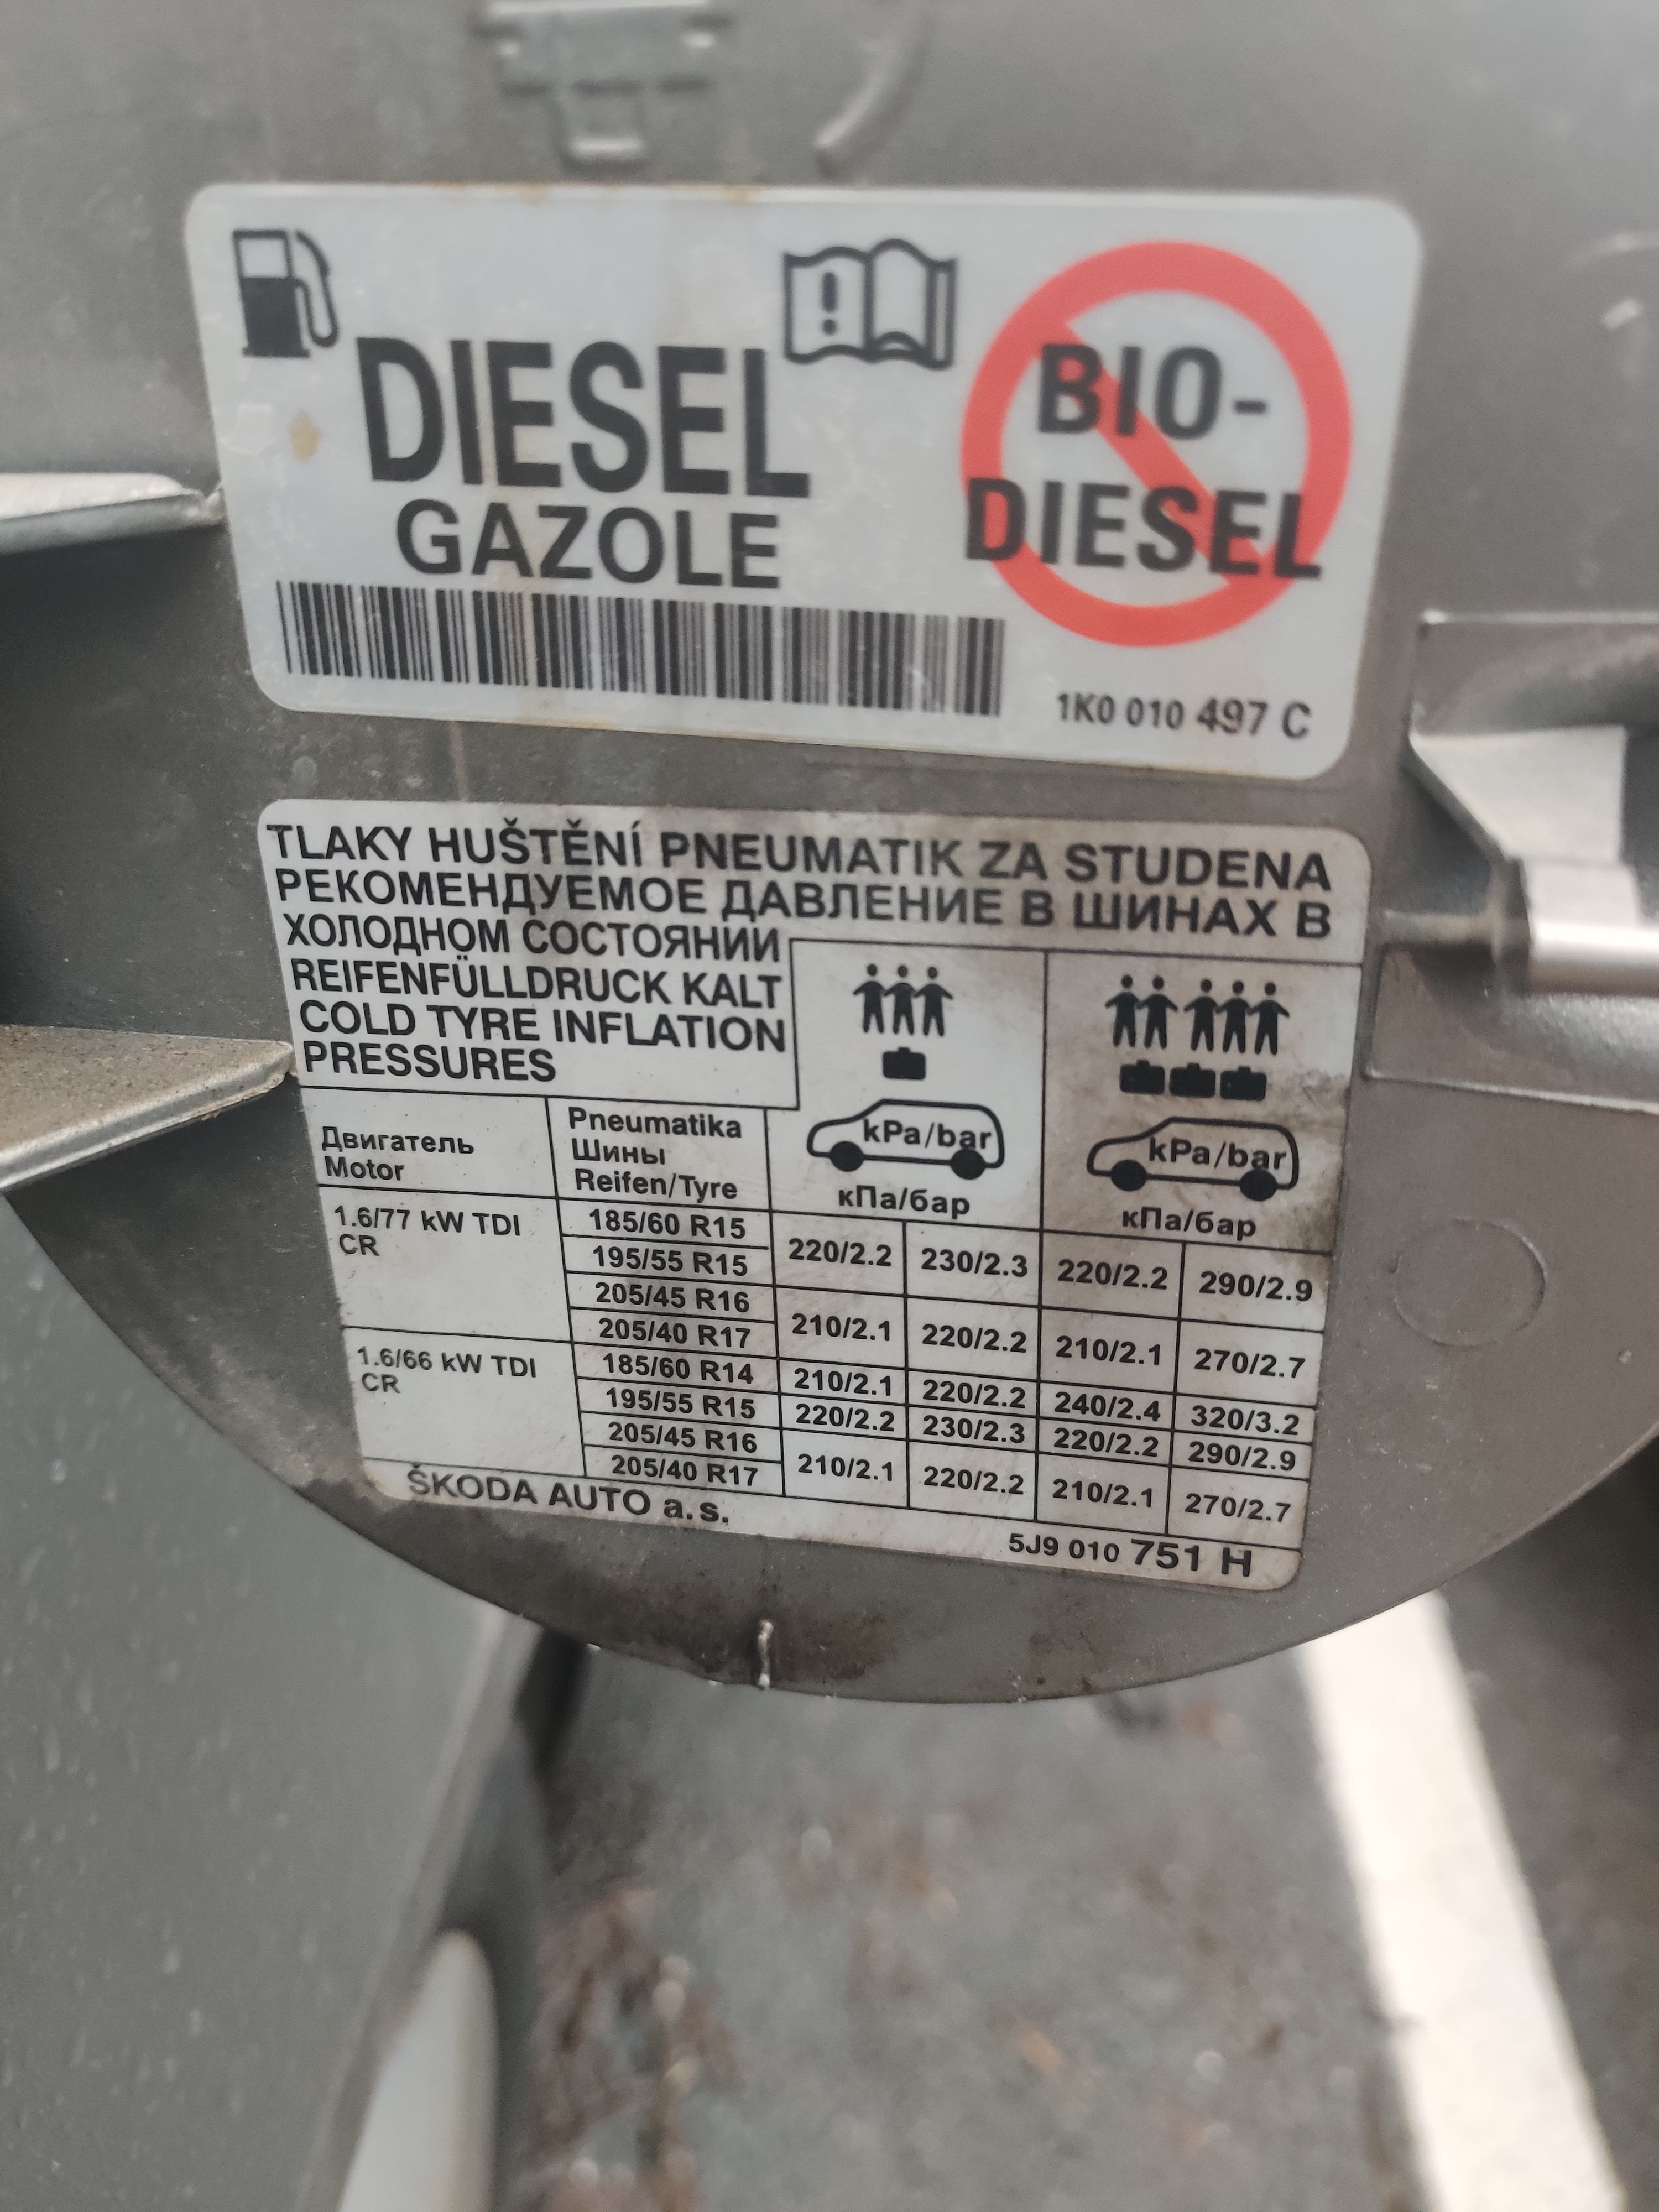 DIESEL
GAZOLE
BIO-
DIESEL
1K0 010 497 C
TLAKY HUŠTĚNÍ PNEUMATIK ZA STUDENA
РЕКОМЕНДУЕМОЕ ДАВЛЕНИЕ В ШИНАХ В
ХОЛОДНОМ СОСТОЯНИИ
REIFENFÜLLDRUCK KALT
COLD TYRE INFLATION
PRESSURES
Двигатель
Motor
Pneumatika
Шины
Reifen/Tyre
kPa/bar
кПа/бар
kPa/bar
кПа/бар
1.6/77 kW TDI
CR
185/60 R15
195/55 R15
220/2.2 230/2.3 220/2.2 290/2.9
205/45 R16
205/40 R17
210/2.1 220/2.2 210/2.1 270/2.7
1.6/66 kW TDI
CR
185/60 R14 210/2.1 220/2.2 240/2.4 320/3.2
195/55 R15 220/2.2 230/2.3 220/2.2 290/2.9
205/45 R16
205/40 R17
210/2.1 220/2.2 210/2.1 270/2.7
ŠKODA AUTO a.s.
5J9 010 751 H